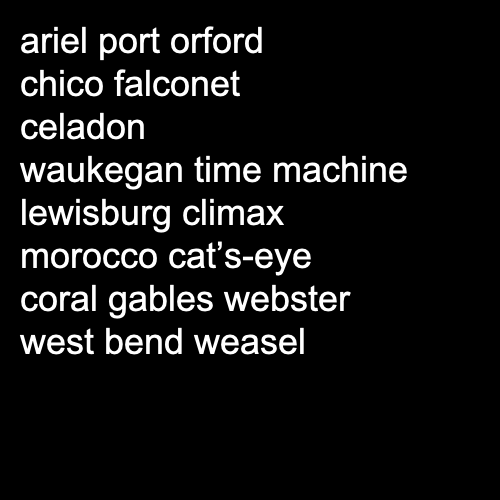 ariel port orford
chico falconet
celadon
waukegan time machine
lewisburg climax
morocco cat’s-eye
coral gables webster
west bend weasel